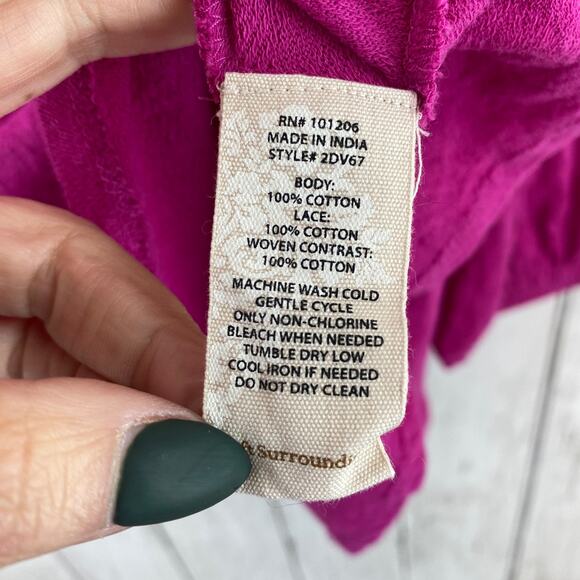 RN# 101206
MADE IN INDIA
STYLE# 2DV67
BODY:
100% COTTON
LACE:
100% COTTON
WOVEN CONTRAST:
100% COTTON
MACHINE WASH COLD
GENTLE CYCLE
ONLY NON-CHLORINE
BLEACH WHEN NEEDED
TUMBLE DRY LOW
COOL IRON IF NEEDED
DO NOT DRY CLEAN
surround